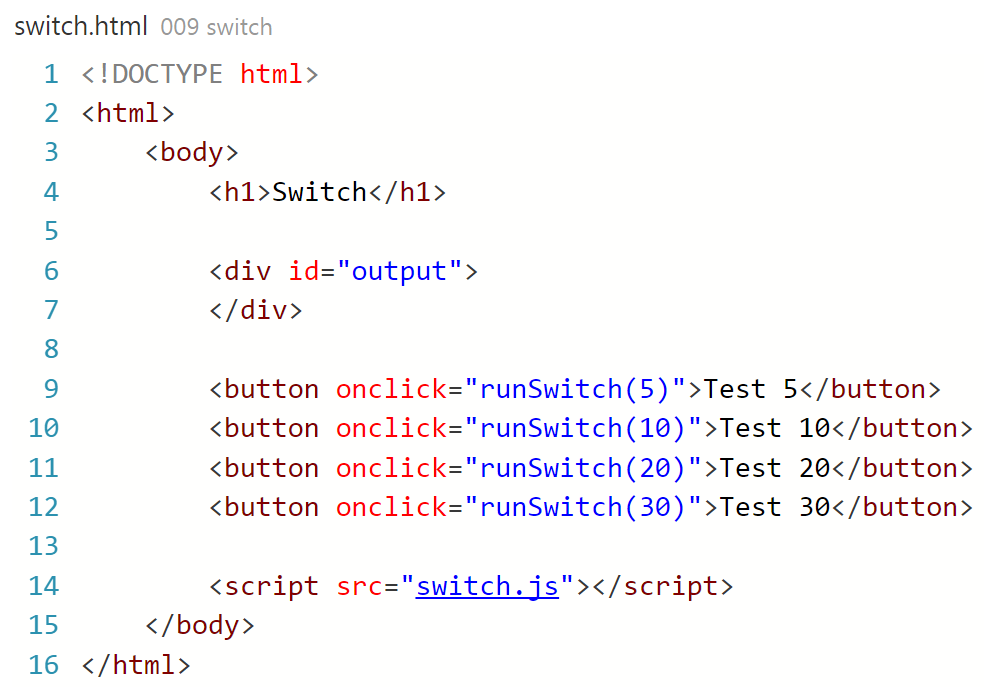 switch.html 009 switch
1 <!DOCTYPE html>
2 <html>
3     <body>
4         <h1>Switch</h1>
5
6         <div id="output">
7         </div>
8
9         <button onclick="runSwitch(5)">Test 5</button>
10         <button onclick="runSwitch(10)">Test 10</button>
11         <button onclick="runSwitch(20)">Test 20</button>
12         <button onclick="runSwitch(30)">Test 30</button>
13
14         <script src="switch.js"></script>
15     </body>
16 </html>